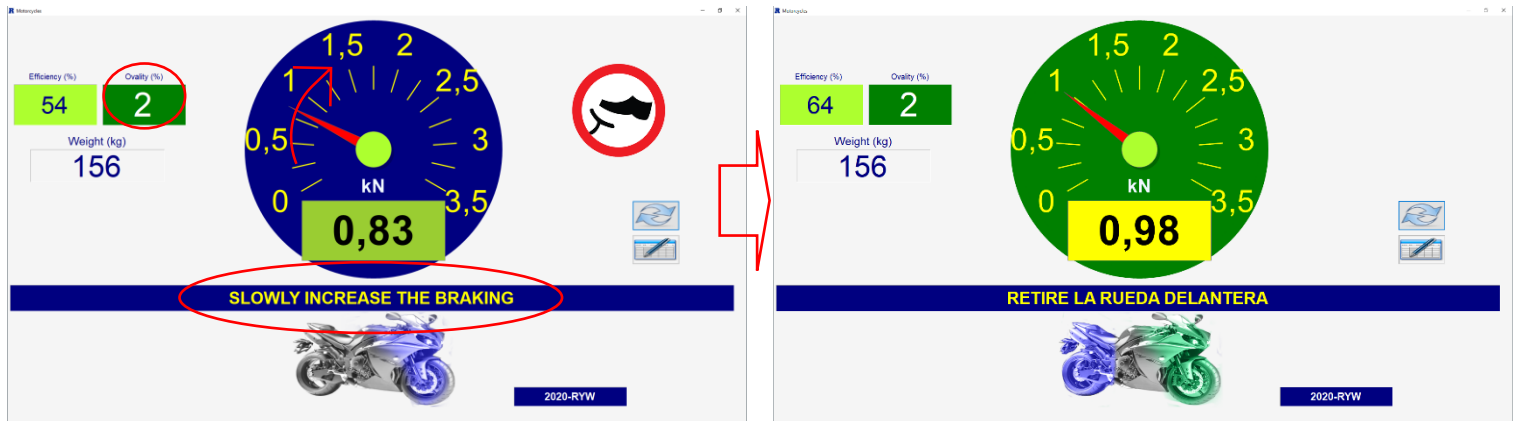 Motorcycles
Efficiency (%)
Ovality (%)
54
2
Weight (kg)
156
0
0,5
1
1,5
2
2,5
3
3,5
kN
0,83
SLOWLY INCREASE THE BRAKING
2020-RYW
Motorcycles
Efficiency (%)
Ovality (%)
64
2
Weight (kg)
156
0
0,5
1
1,5
2
2,5
3
3,5
kN
0,98
RETIRE LA RUEDA DELANTERA
2020-RYW